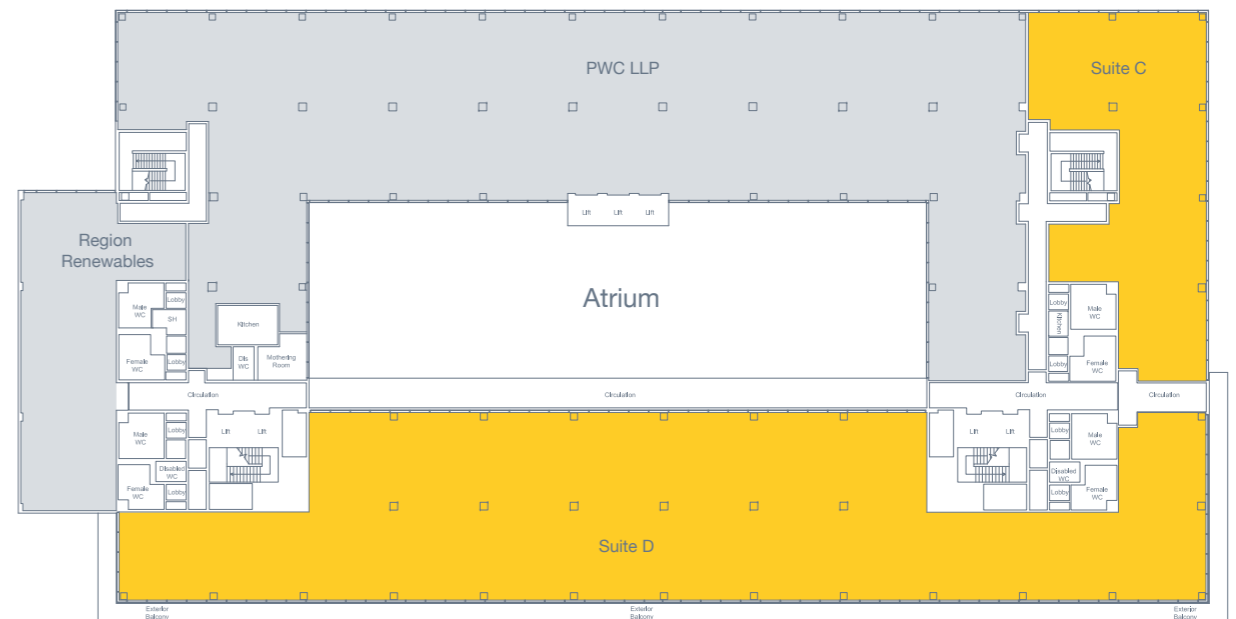 PWC LLP
Suite C
Lift Lift Lift
Region
Renewables
Atrium
Male
WC
Lobby
SH
Female
WC
Lobby
Kitchen
Dis
WC
Mothering
Room
Lobby
Kitchen
Male
WC
Lobby
Female
WC
Circulation
Circulation
Circulation
Circulation
Male
WC
Lobby
Lift Lift
Disabled
WC
Female
WC
Lobby
Lift Lift
Lobby
Male
WC
Disabled
WC
Lobby
Female
WC
Suite D
Exterior
Balcony
Exterior
Balcony
Exterior
Balcony